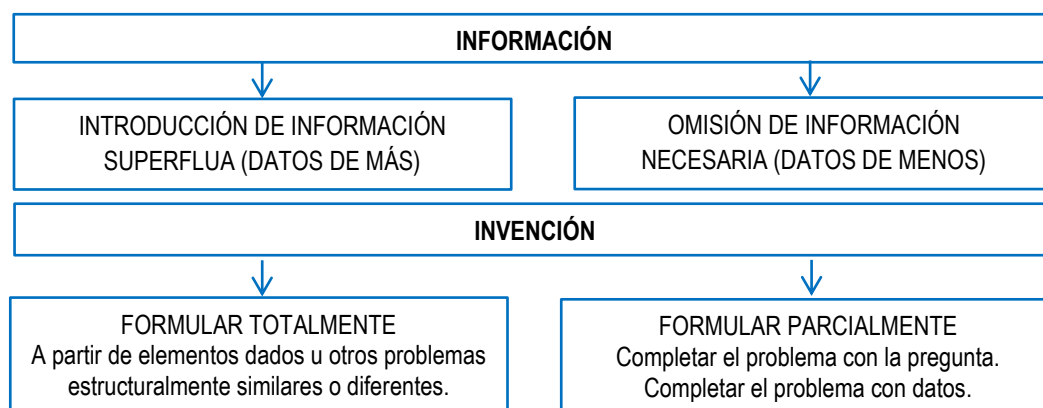 INFORMACIÓN
INTRODUCCIÓN DE INFORMACIÓN
SUPERFLUA (DATOS DE MÁS)
OMISIÓN DE INFORMACIÓN
NECESARIA (DATOS DE MENOS)
INVENCIÓN
FORMULAR TOTALMENTE
A partir de elementos dados u otros problemas
estructuralmente similares o diferentes.
FORMULAR PARCIALMENTE
Completar el problema con la pregunta.
Completar el problema con datos.